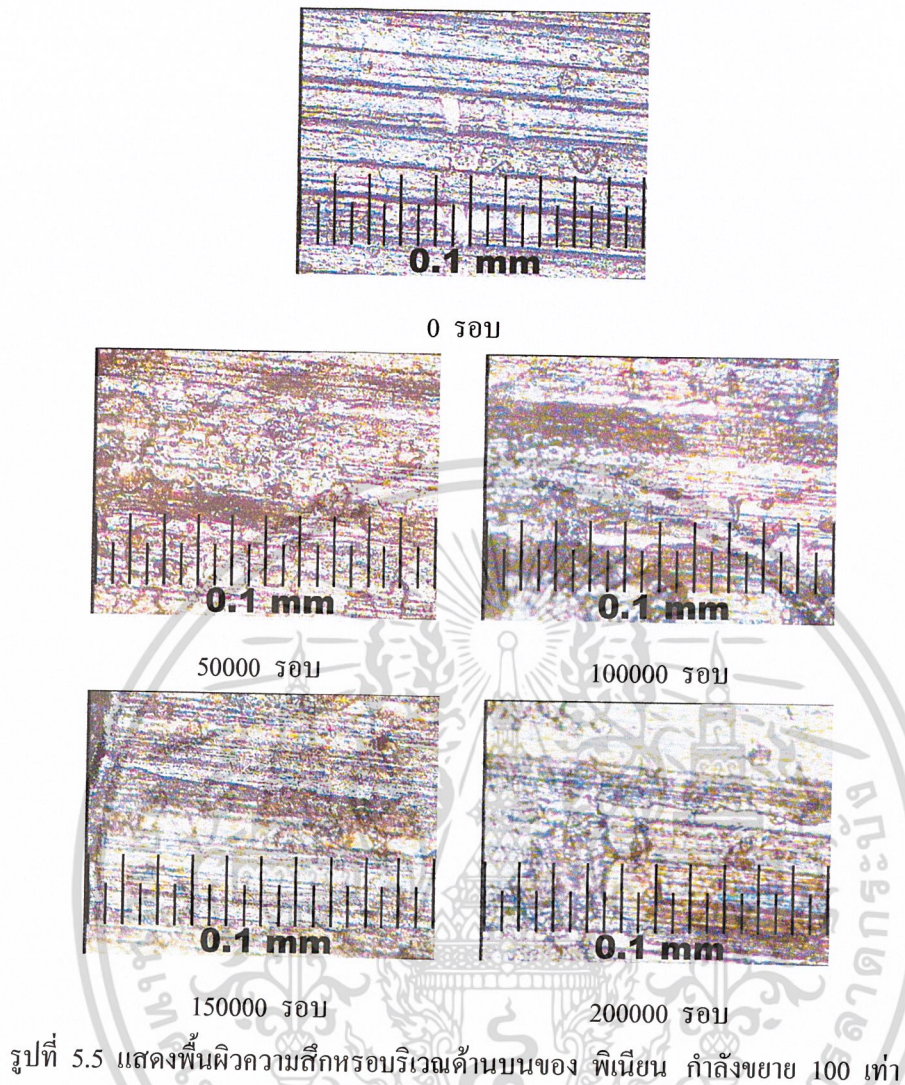 0.1 mm
0 รอบ
0.1 mm
0.1 mm
50000 รอบ
100000 รอบ
0.1 mm
0.1 mm
150000 รอบ
200000 รอบ
รูปที่ 5.5 แสดงพื้นผิวความสึกหรอบริเวณด้านบนของ พิเนียน กำลังขยาย 100 เท่า